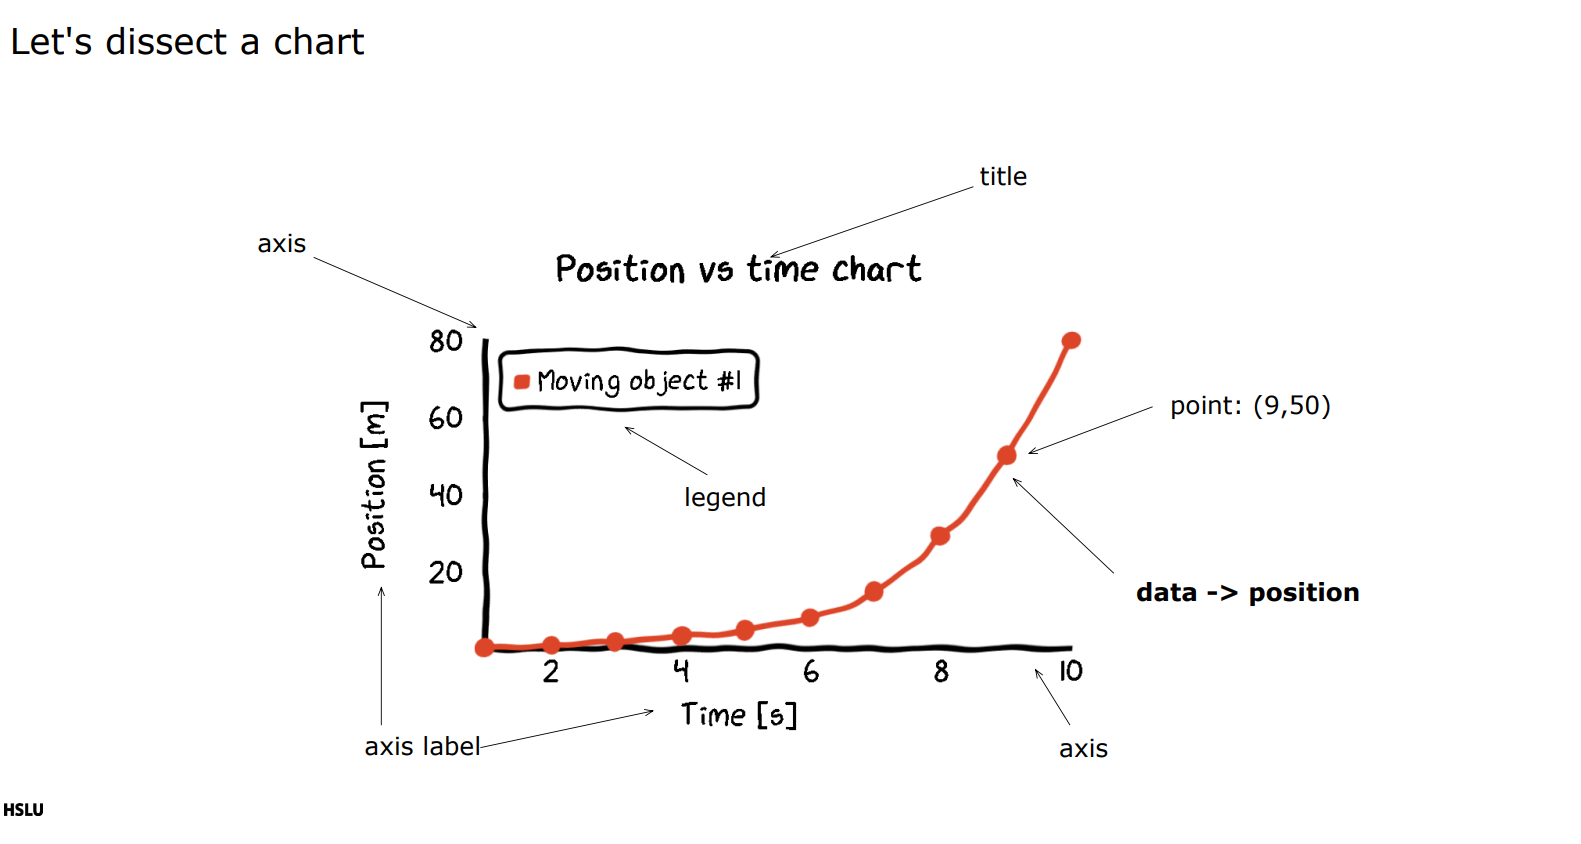 Let's dissect a chart
title
axis
Position vs time chart
80
Moving object #1
60
point: (9,50)
Position [m]
40
legend
20
data -> position
2 4 6 8 10
Time [s]
axis label
axis
HSLU